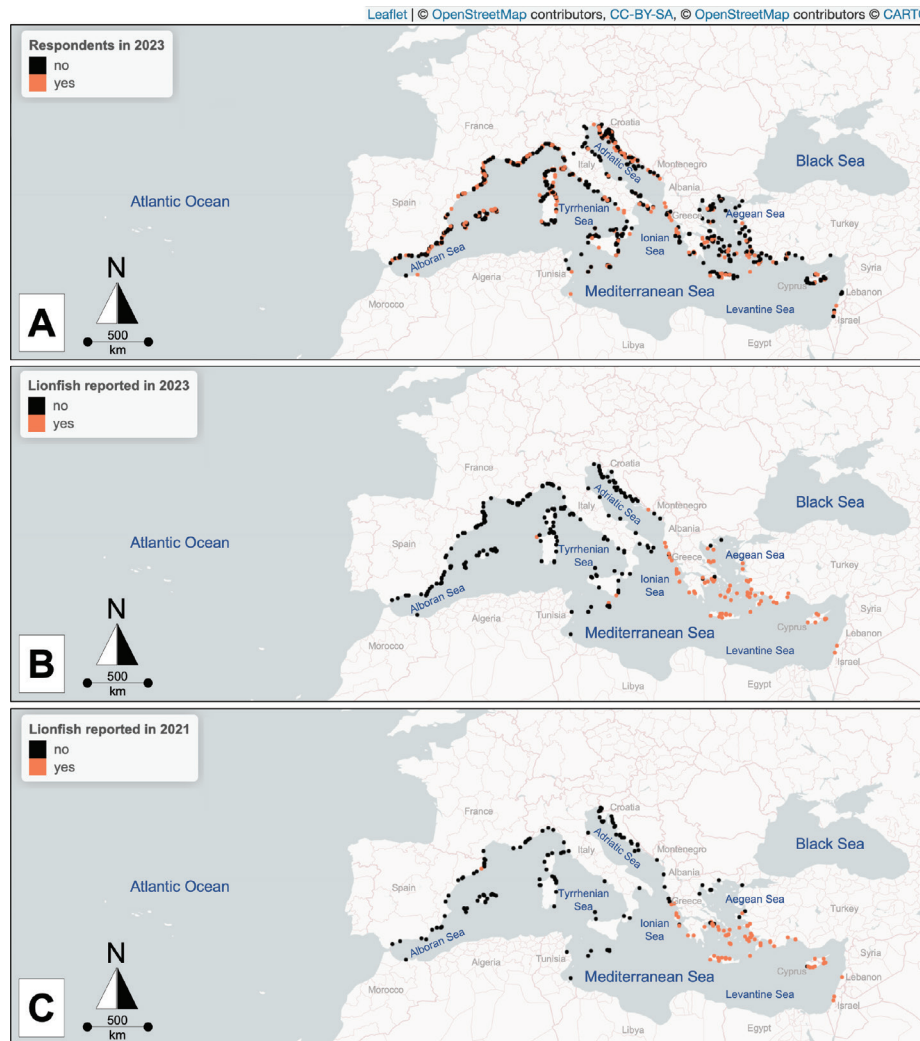 Leaflet | © OpenStreetMap contributors, CC-BY-SA, © OpenStreetMap contributors © CARTO
Respondents in 2023
no
yes
France
Croatia
Adriatic Sea
Italy
Montenegro
Albania
Black Sea
Atlantic Ocean
Spain
Tyrrhenian
Sea
Greece
Aegean Sea
Turkey
Ionian
Sea
Alboran Sea
Algeria
Tunisia
Syria
Cyprus
Lebanon
Mediterranean Sea
Morocco
Levantine Sea
Israel
Libya
Egypt
N
500
km
A
Lionfish reported in 2023
no
yes
France
Croatia
Adriatic Sea
Italy
Montenegro
Albania
Black Sea
Atlantic Ocean
Spain
Tyrrhenian
Sea
Greece
Aegean Sea
Turkey
Ionian
Sea
Alboran Sea
Algeria
Tunisia
Syria
Cyprus
Lebanon
Mediterranean Sea
Morocco
Levantine Sea
Israel
Libya
Egypt
N
500
km
B
Lionfish reported in 2021
no
yes
France
Croatia
Adriatic Sea
Italy
Montenegro
Albania
Black Sea
Atlantic Ocean
Spain
Tyrrhenian
Sea
Greece
Aegean Sea
Turkey
Ionian
Sea
Alboran Sea
Algeria
Tunisia
Syria
Cyprus
Lebanon
Mediterranean Sea
Morocco
Levantine Sea
Israel
Libya
Egypt
N
500
km
C